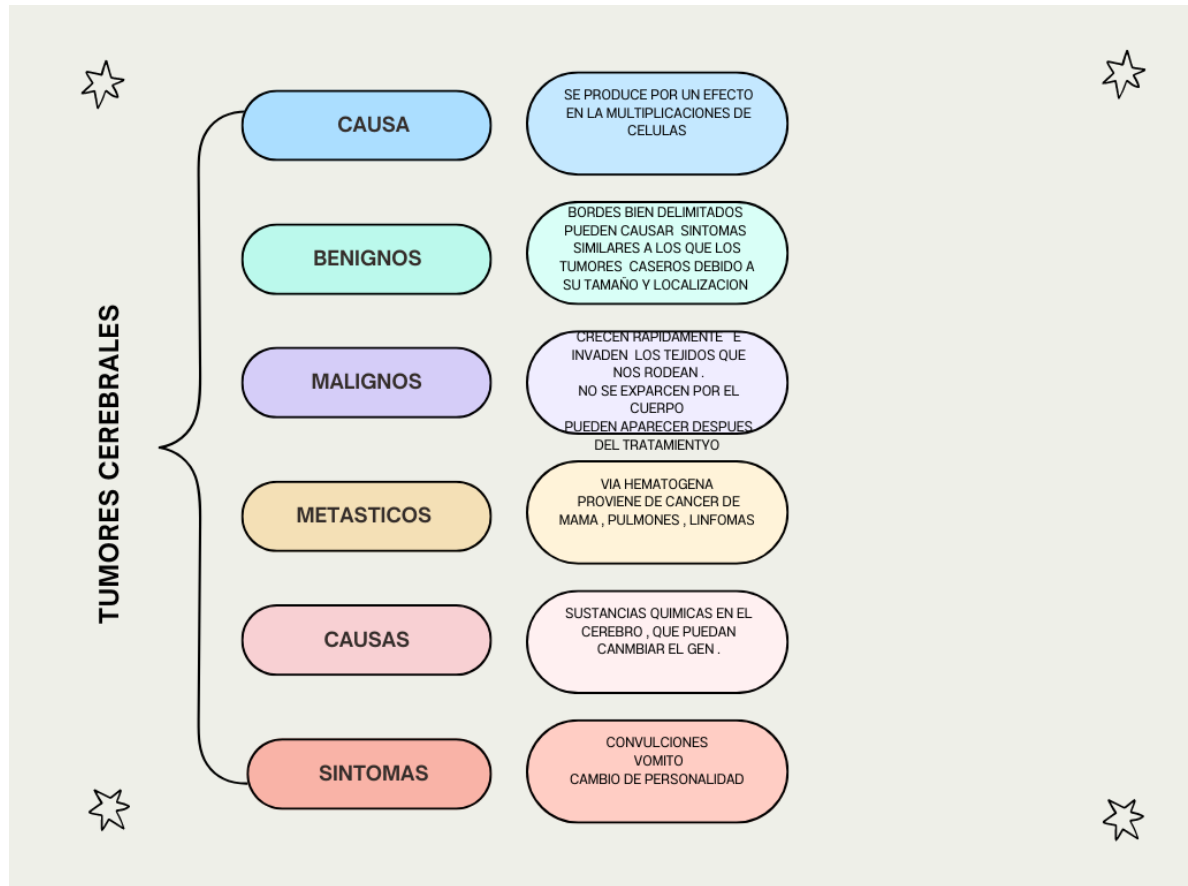 TUMORES CEREBRALES
CAUSA
SE PRODUCE POR UN EFECTO
EN LA MULTIPLICACIONES DE
CELULAS
BENIGNOS
BORDES BIEN DELIMITADOS
PUEDEN CAUSAR SINTOMAS
SIMILARES A LOS QUE LOS
TUMORES CASEROS DEBIDO A
SU TAMAÑO Y LOCALIZACION
MALIGNOS
CRECEN RAPIDAMENTE E
INVADEN LOS TEJIDOS QUE
NOS RODEAN .
NO SE EXPARCEN POR EL
CUERPO
PUEDEN APARECER DESPUES
DEL TRATAMIENTYO
METASTICOS
VIA HEMATOGENA
PROVIENE DE CANCER DE
MAMA , PULMONES , LINFOMAS
CAUSAS
SUSTANCIAS QUIMICAS EN EL
CEREBRO , QUE PUEDAN
CANMBIAR EL GEN .
SINTOMAS
CONVULCIONES
VOMITO
CAMBIO DE PERSONALIDAD